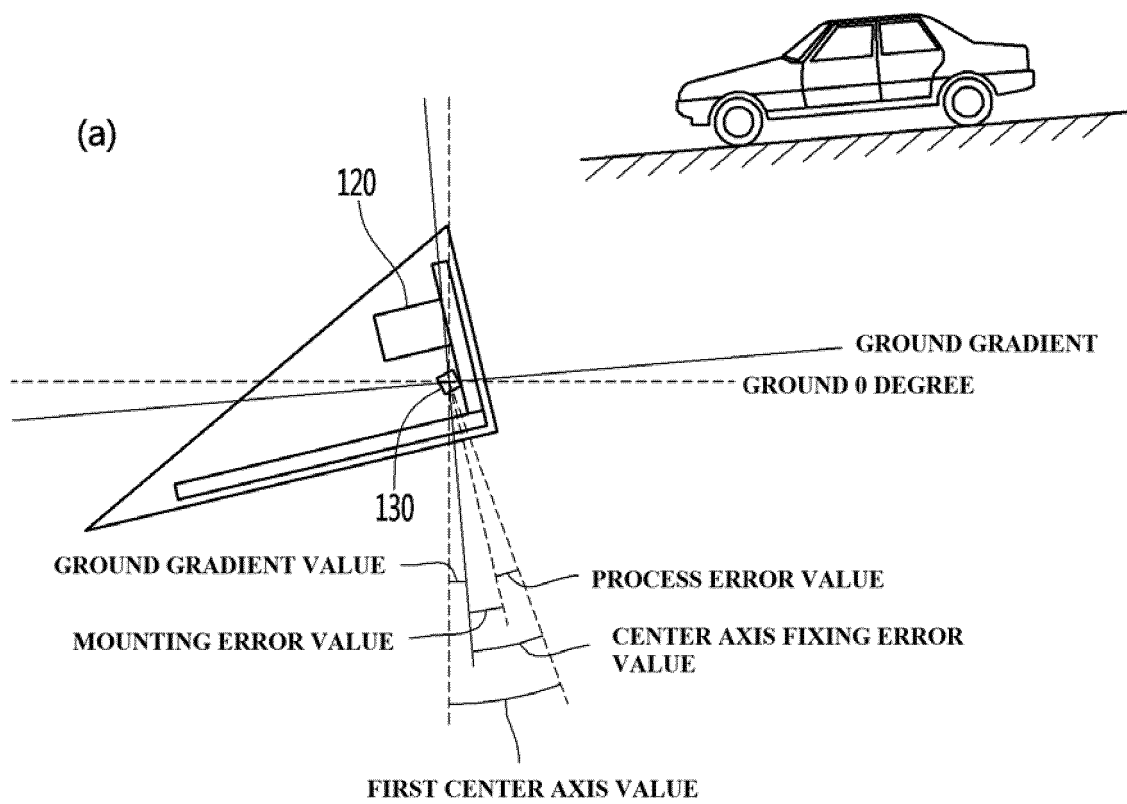 (a)
120
GROUND GRADIENT
GROUND 0 DEGREE
130
GROUND GRADIENT VALUE
PROCESS ERROR VALUE
MOUNTING ERROR VALUE
CENTER AXIS FIXING ERROR
VALUE
FIRST CENTER AXIS VALUE